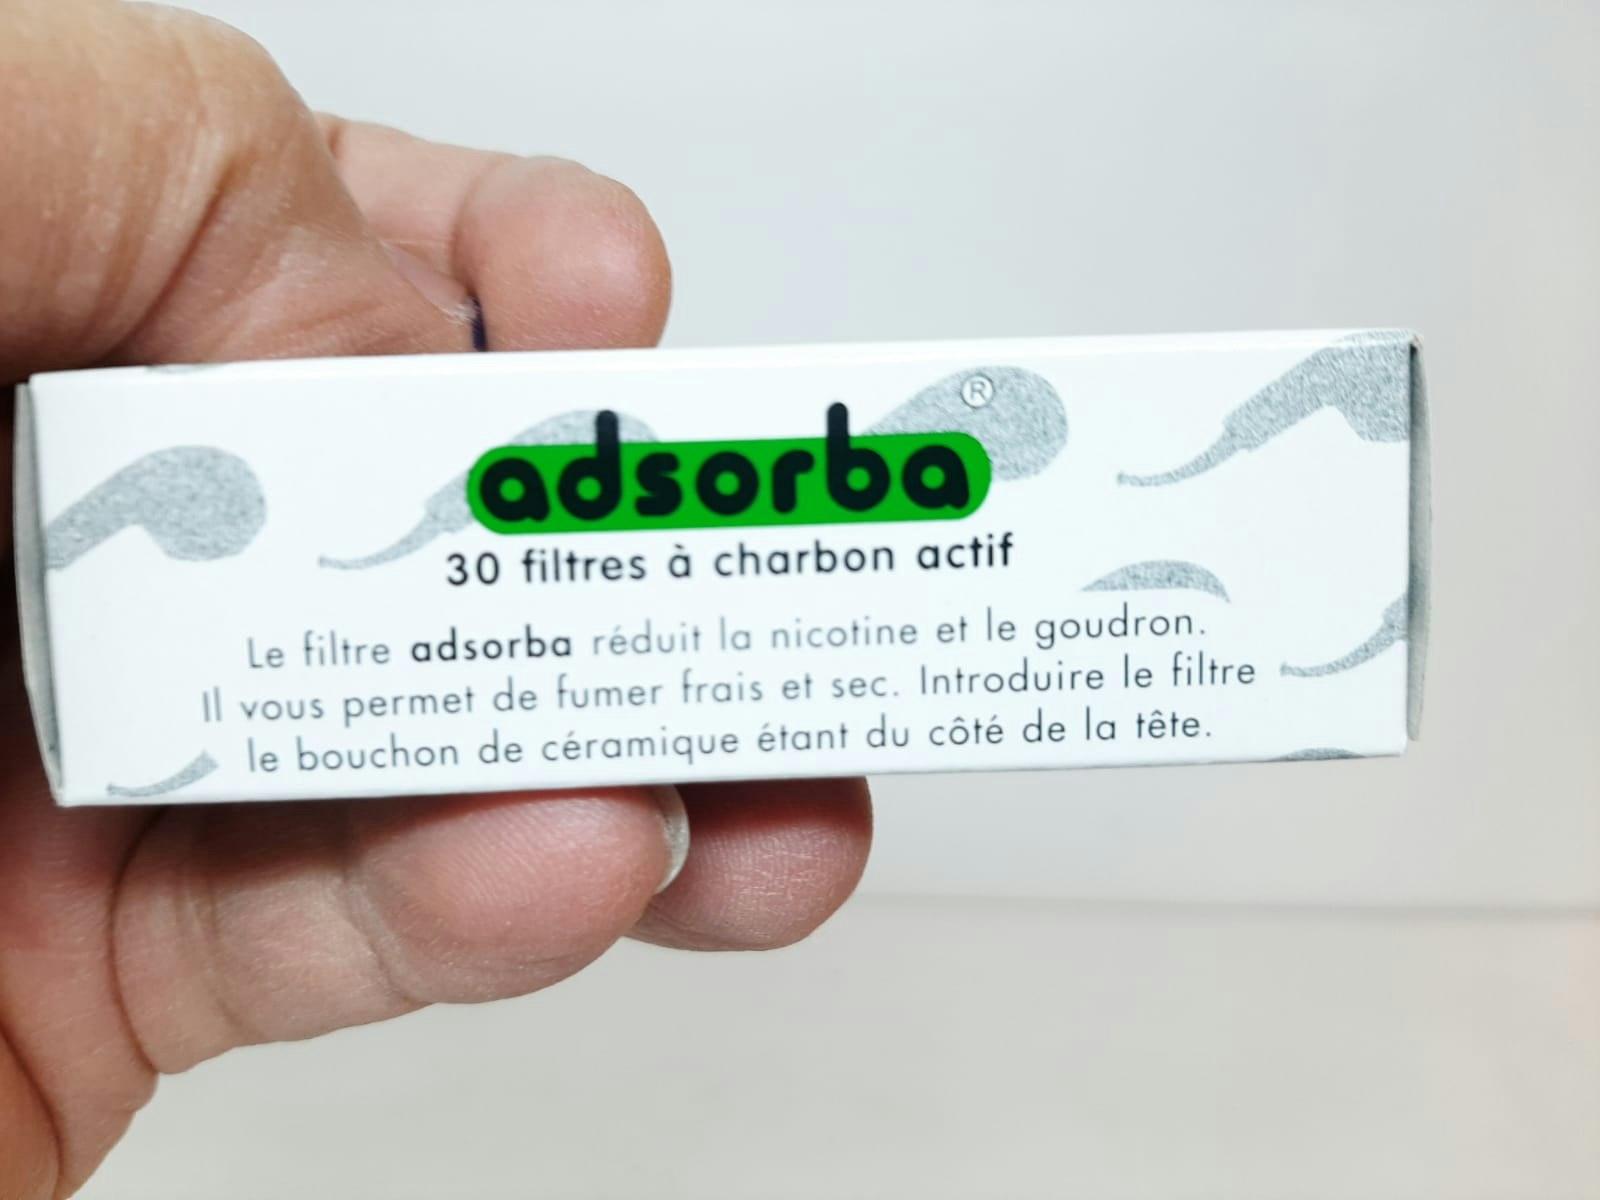 adsorba ®
30 filtres à charbon actif
Le filtre adsorba réduit la nicotine et le goudron.
Il vous permet de fumer frais et sec. Introduire le filtre
le bouchon de céramique étant du côté de la tête.